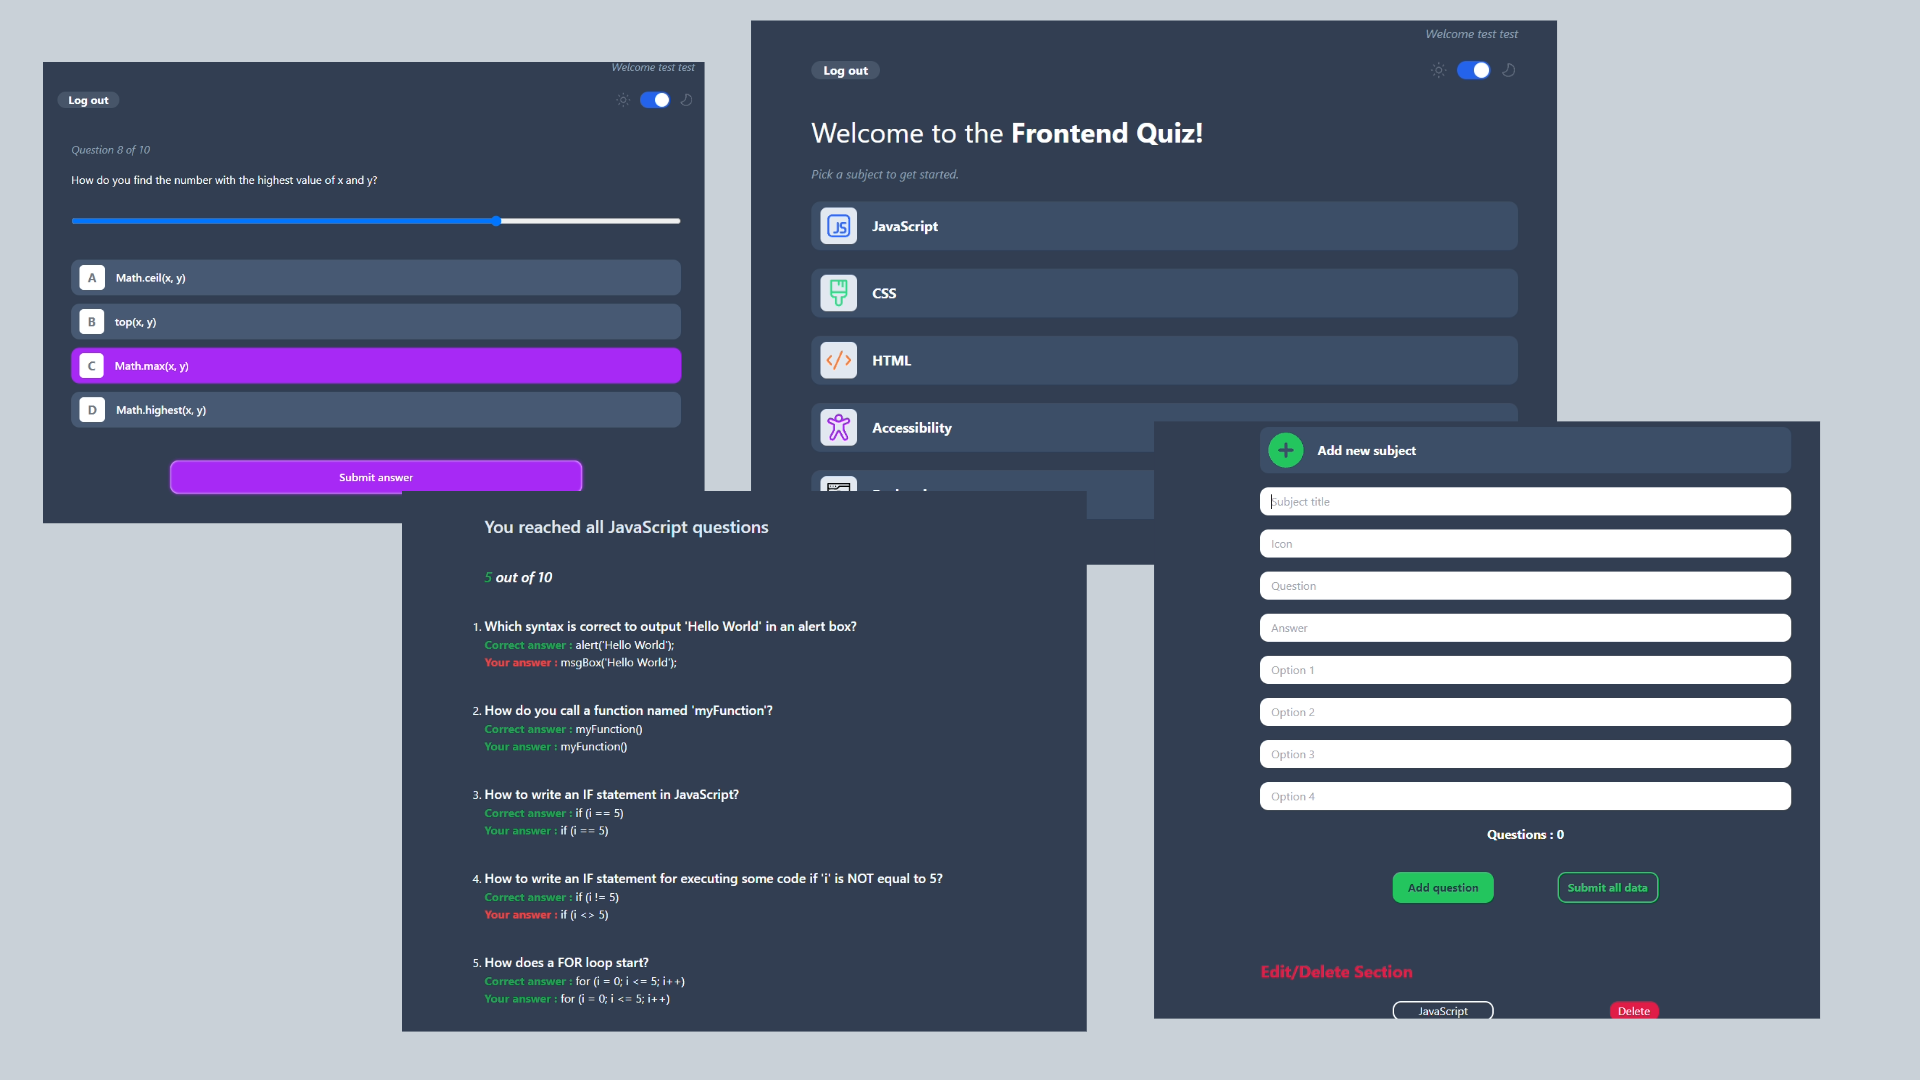 Welcome test test
Log out
Question 8 of 10
How do you find the number with the highest value of x and y?
A Math.ceil(x, y)
B top(x, y)
C Math.max(x, y)
D Math.highest(x, y)
Submit answer
Welcome test test
Log out
Welcome to the Frontend Quiz!
Pick a subject to get started.
JS JavaScript
CSS
HTML
Accessibility
You reached all JavaScript questions
5 out of 10
1. Which syntax is correct to output 'Hello World' in an alert box?
Correct answer : alert('Hello World');
Your answer : msgBox('Hello World');
2. How do you call a function named 'myFunction'?
Correct answer : myFunction()
Your answer : myFunction()
3. How to write an IF statement in JavaScript?
Correct answer : if (i == 5)
Your answer : if (i == 5)
4. How to write an IF statement for executing some code if 'i' is NOT equal to 5?
Correct answer : if (i != 5)
Your answer : if (i <> 5)
5. How does a FOR loop start?
Correct answer : for (i = 0; i <= 5; i++)
Your answer : for (i = 0; i <= 5; i++)
Add new subject
Subject title
Icon
Question
Answer
Option 1
Option 2
Option 3
Option 4
Questions : 0
Add question
Submit all data
Edit/Delete Section
JavaScript
Delete